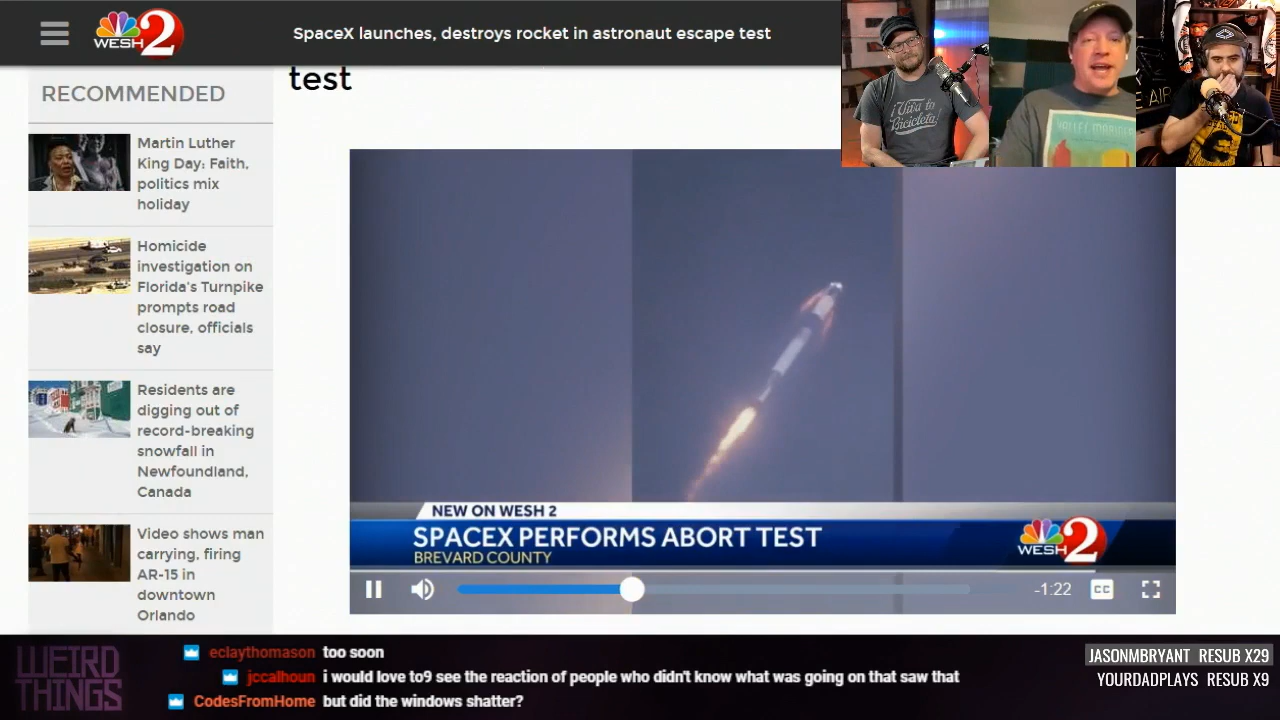 WESH 2
SpaceX launches, destroys rocket in astronaut escape test
test
RECOMMENDED
Martin Luther
King Day: Faith,
politics mix
holiday
Homicide
investigation on
Florida's Turnpike
prompts road
closure, officials
say
Residents are
digging out of
record-breaking
snowfall in
Newfoundland,
Canada
Video shows man
carrying, firing
AR-15 in
downtown
Orlando
¡Viva la
Bicicleta!
AIR
NEW ON WESH 2
SPACEX PERFORMS ABORT TEST
BREVARD COUNTY
WESH 2
-1:22
CC
WEIRD
THINGS
eclaythomason too soon
jccalhoun i would love to9 see the reaction of people who didn't know what was going on that saw that
CodesFromHome but did the windows shatter?
JASONMBRYANT RESUB X29
YOURDADPLAYS RESUB X9